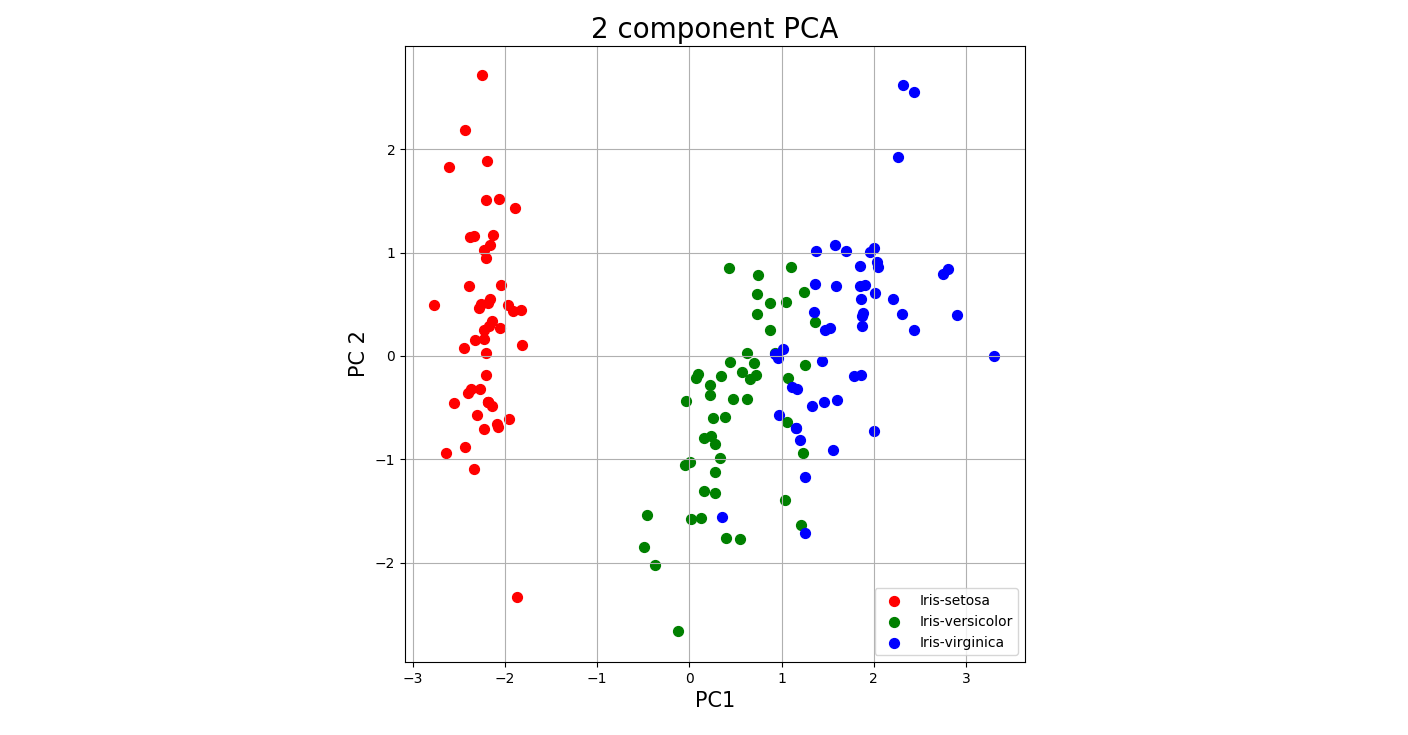 2 component PCA
PC 2
2
1
0
−1
−2
−3
−2
−1
0
1
2
3
PC1
Iris-setosa
Iris-versicolor
Iris-virginica